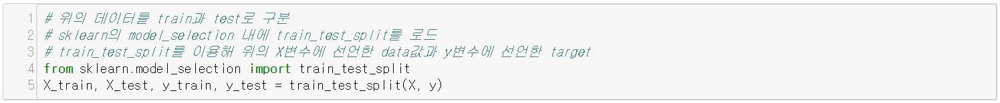 1 # 위의 데이터를 train과 test로 구분
2 # sklearn의 model_selection 내에 train_test_split를 로드
3 # train_test_split를 이용해 위의 X변수에 선언한 data값과 y변수에 선언한 target
4 from sklearn.model_selection import train_test_split
5 X_train, X_test, y_train, y_test = train_test_split(X, y)